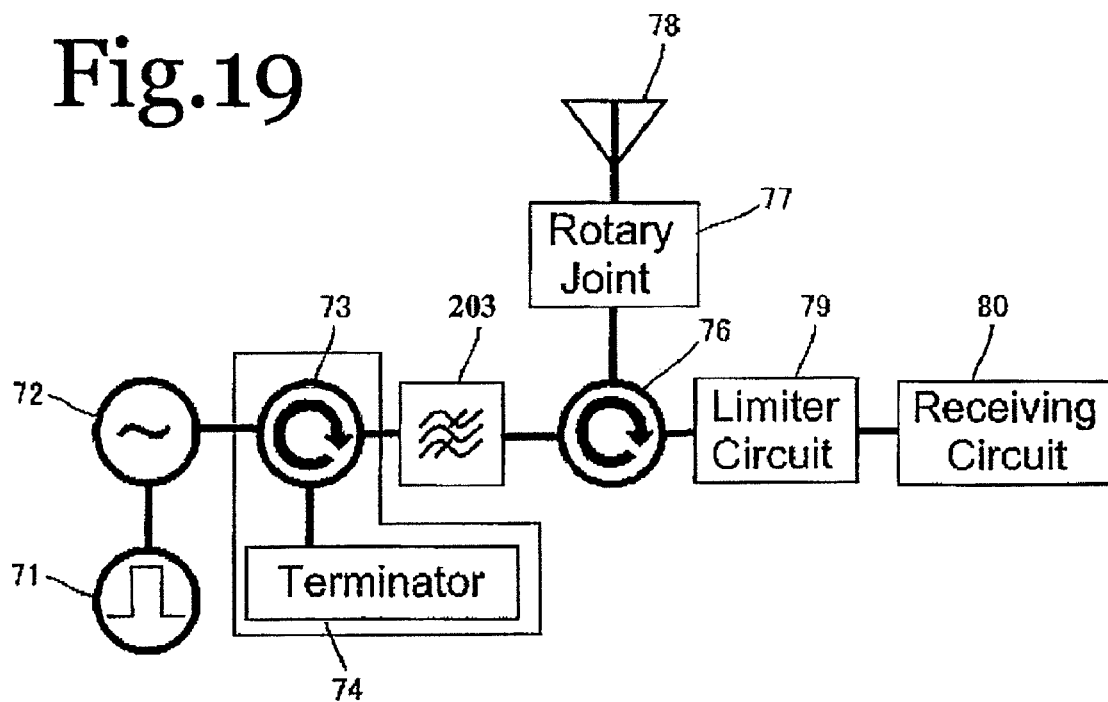 Fig.19
78
Rotary
Joint
77
73
203
76
79
80
72
Limiter
Circuit
Receiving
Circuit
71
Terminator
74